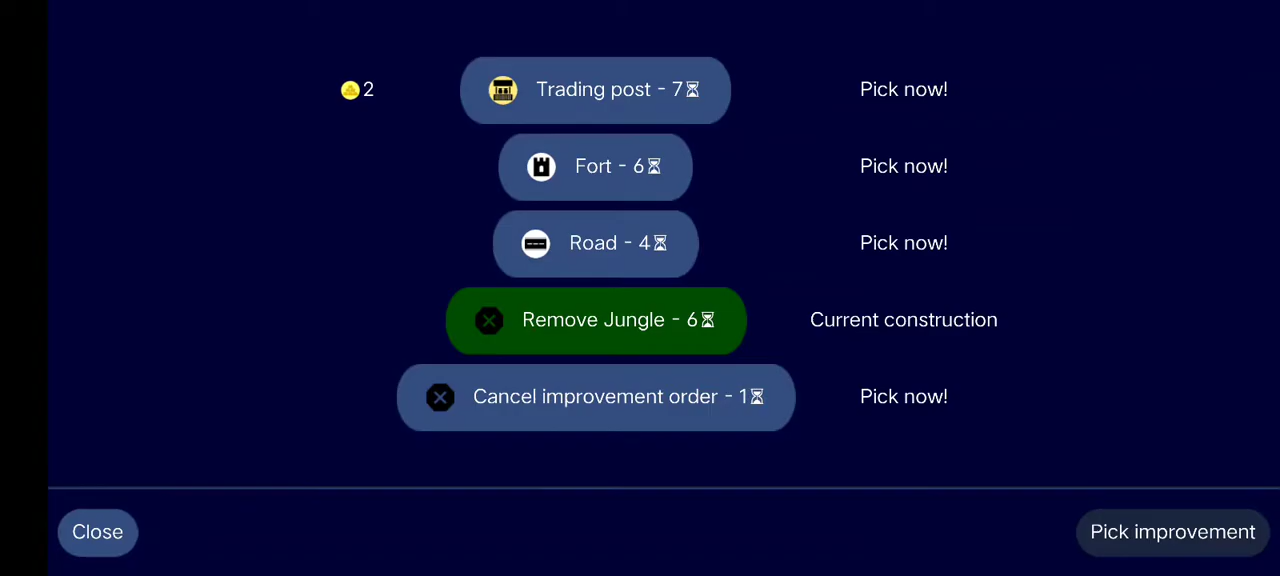 2 Trading post - 7⏳ Pick now!
Fort - 6⏳ Pick now!
Road - 4⏳ Pick now!
Remove Jungle - 6⏳ Current construction
Cancel improvement order - 1⏳ Pick now!
Close Pick improvement